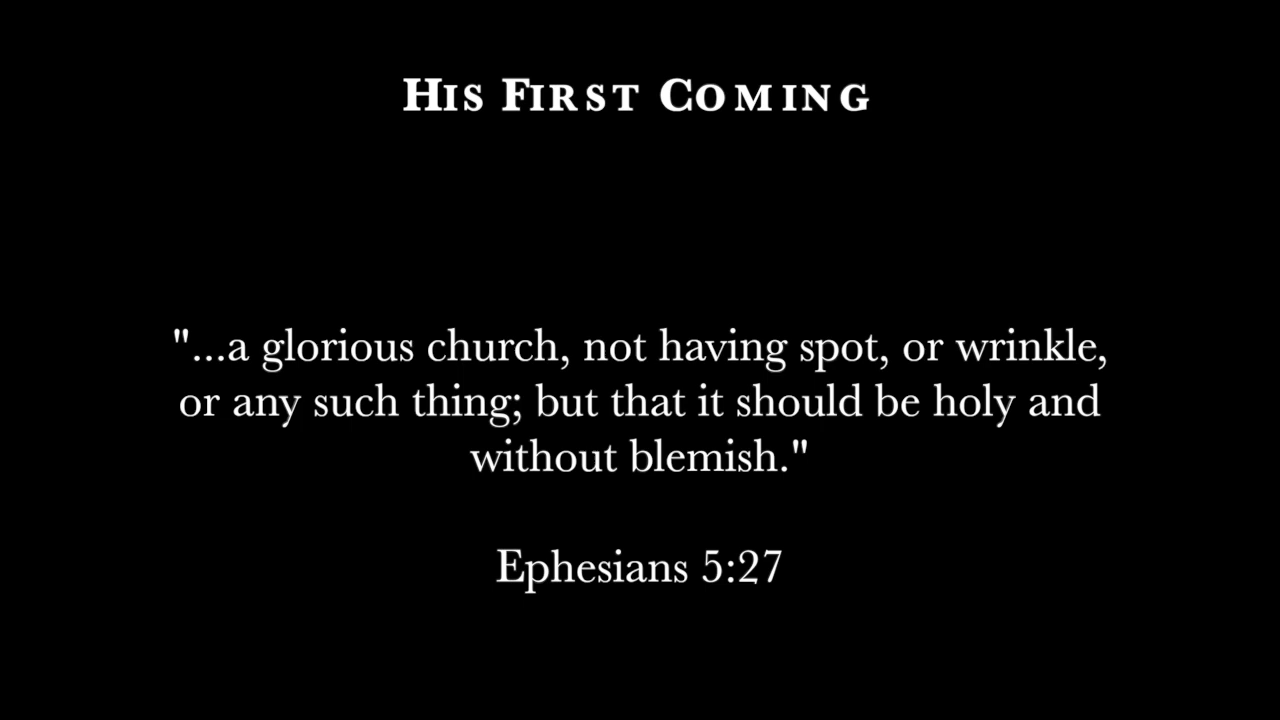 His First Coming
"...a glorious church, not having spot, or wrinkle,
or any such thing; but that it should be holy and
without blemish."
Ephesians 5:27